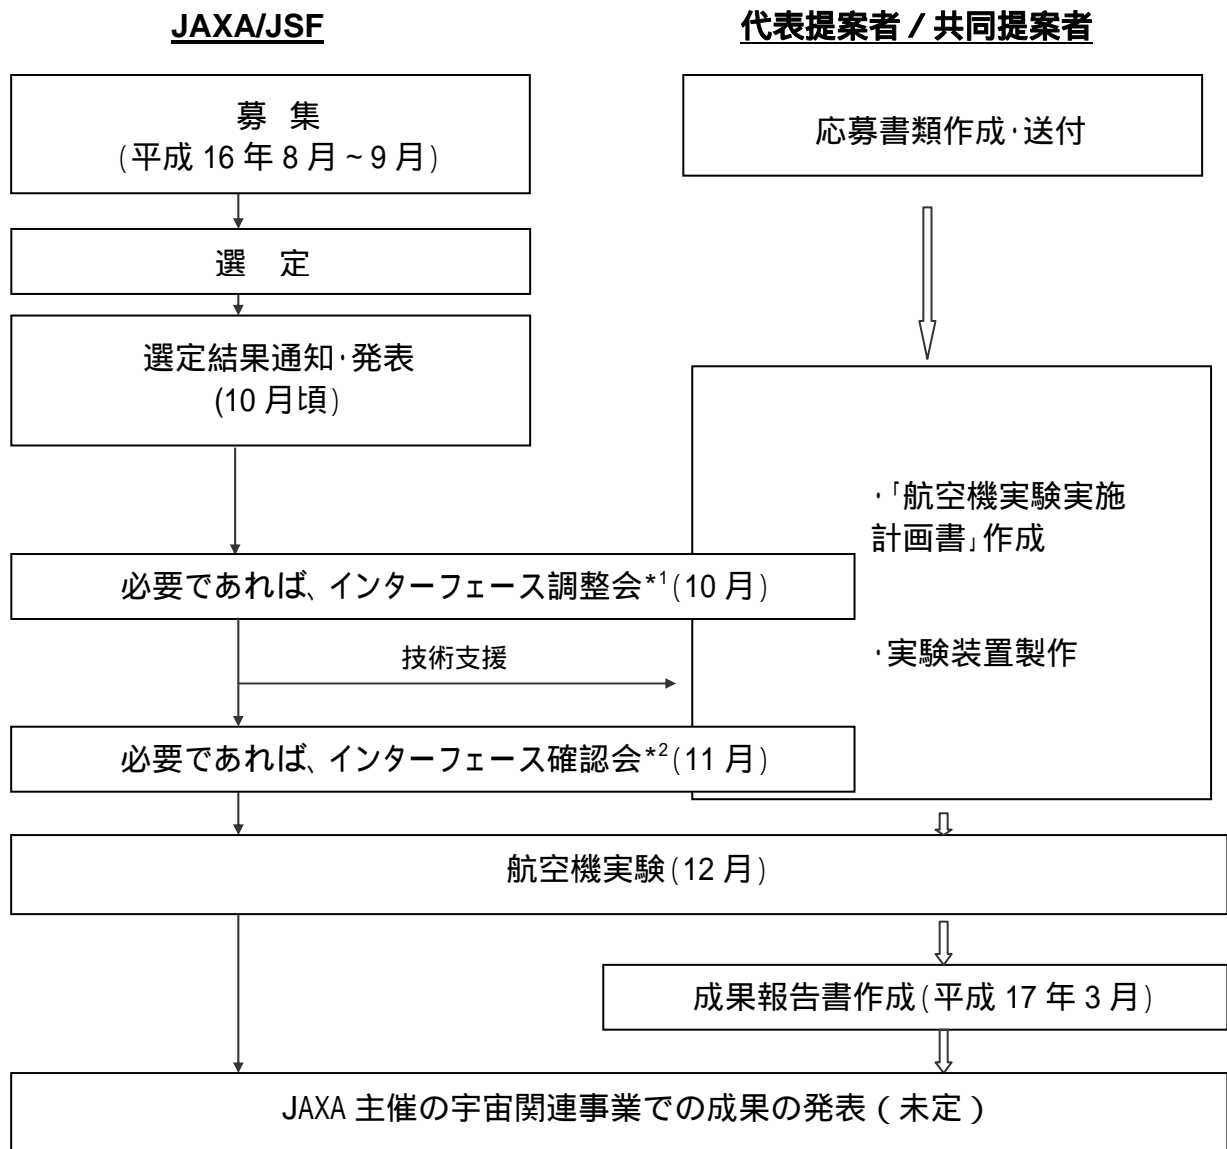 JAXA/JSF
代表提案者 / 共同提案者
募 集
(平成 16 年 8 月 ~ 9 月)
応募書類作成・送付
選 定
選定結果通知・発表
(10 月頃)
・「航空機実験実施
計画書」作成
必要であれば、インターフェース調整会*1(10 月)
技術支援
・実験装置製作
必要であれば、インターフェース確認会*2(11 月)
航空機実験(12 月)
成果報告書作成(平成 17 年 3 月)
JAXA 主催の宇宙関連事業での成果の発表 ( 未定 )